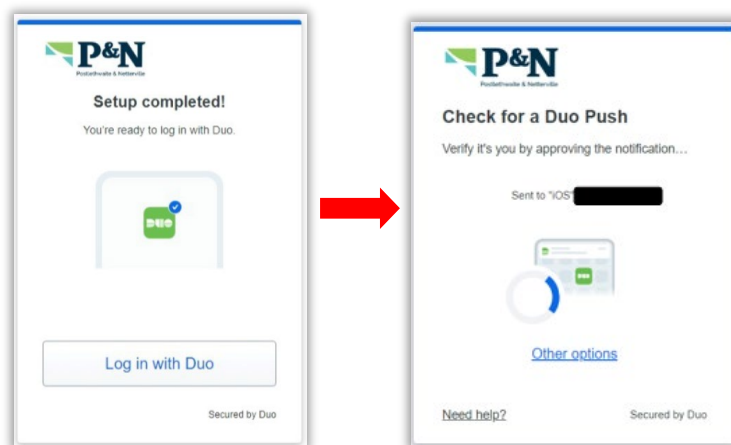 P&N
Postlethwaite & Netterville
Setup completed!
You're ready to log in with Duo.
DUO
Log in with Duo
Secured by Duo
P&N
Postlethwaite & Netterville
Check for a Duo Push
Verify it's you by approving the notification...
Sent to "iOS"
DUO
Other options
Need help?
Secured by Duo